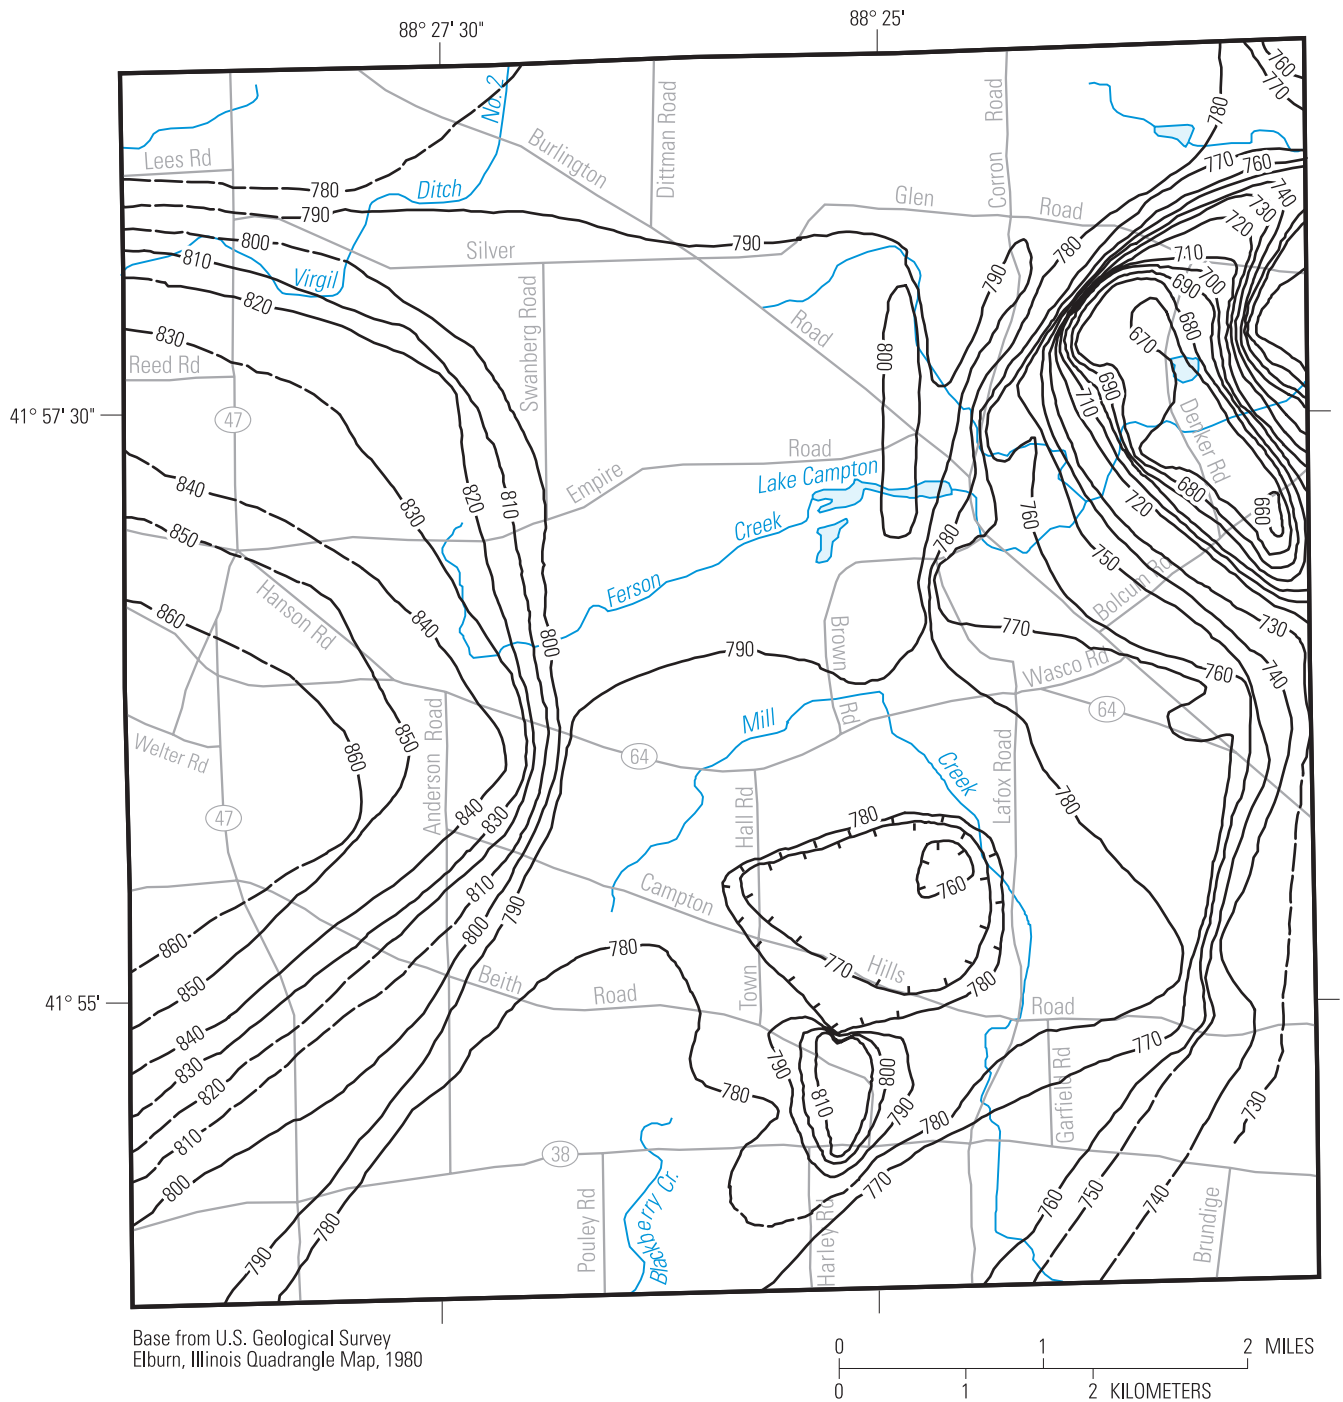 88° 27' 30"
88° 25'
760
770
780
No. 2
Dittman Road
Corron Road
Burlington
Lees Rd
770
760
780
Ditch
740
Glen
Road
730
790
720
800
790
780
Silver
810
710
Virgil
790
700
690
820
Swanberg Road
Road
680
830
670
800
Reed Rd
690
710
41° 57' 30"
47
Denker Rd
Road
Lake Campton
Empire
840
820
810
830
680
720
760
660
Creek
850
780
750
Ferson
Bolcum Rd
Hanson Rd
860
840
Brown
770
730
800
790
Wasco Rd
760
740
Rd
64
Mill
850
Anderson Road
Welter Rd
860
64
Creek
Lafox Road
780
Hall Rd
47
840
830
780
Campton
760
810
790
800
860
780
770
Hills
Beith
Road
Town
780
850
41° 55'
Road
840
770
830
790
800
Garfield Rd
820
780
810
790
730
780
810
38
770
800
Blackberry Cr.
760
750
740
Pouley Rd
Harley Rd
Brundige
780
790
Base from U.S. Geological Survey
Elburn, Illinois Quadrangle Map, 1980
0 1 2 MILES
0 1 2 KILOMETERS